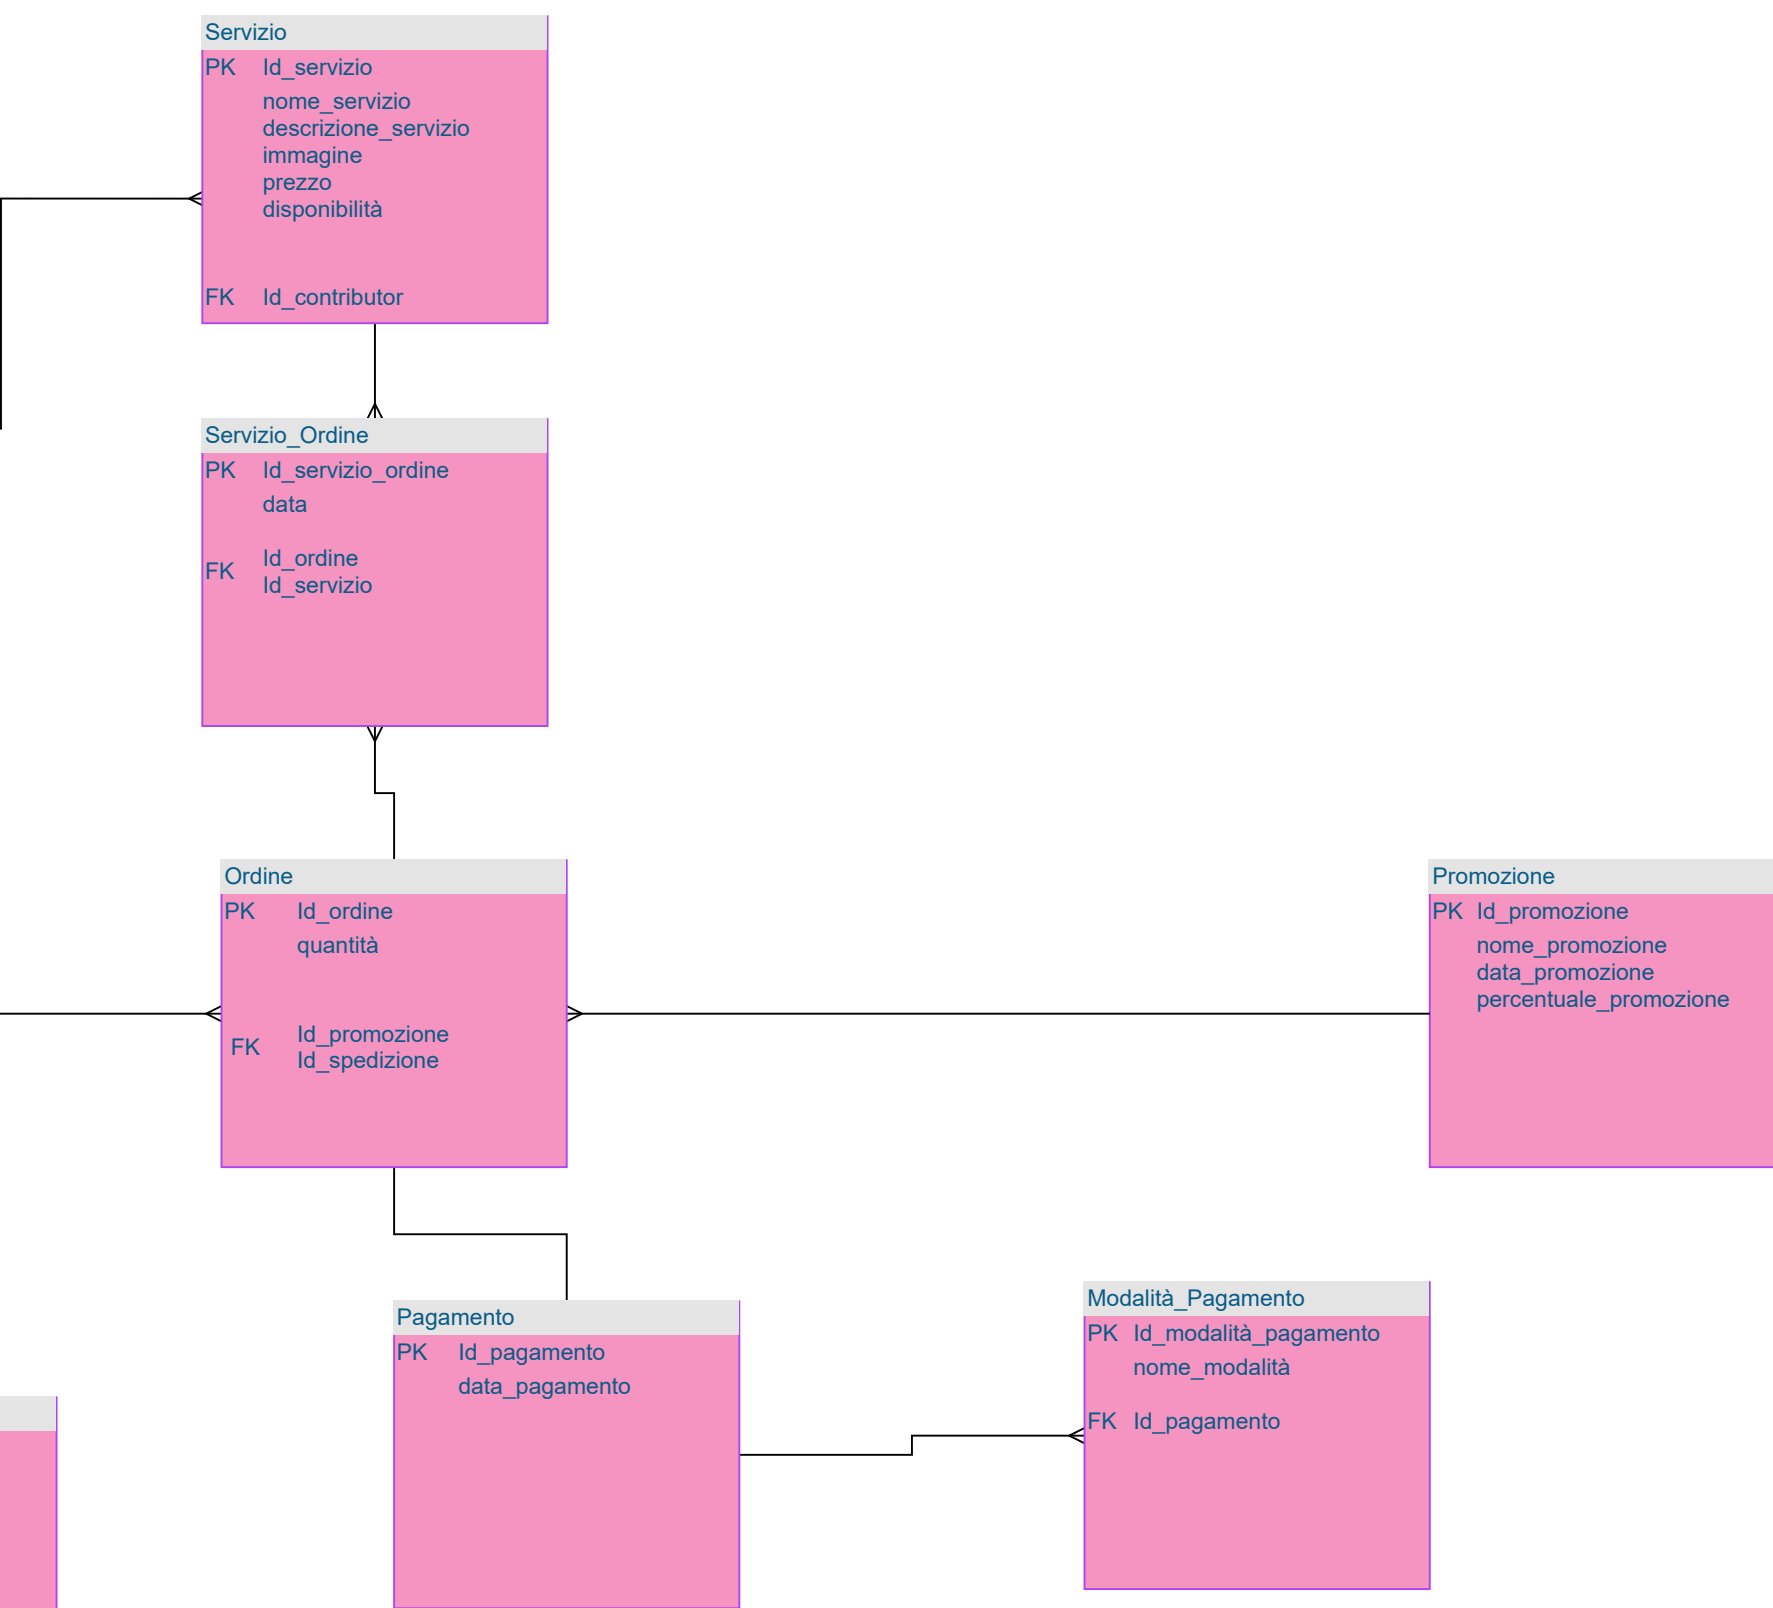 Servizio
PK Id_servizio
nome_servizio
descrizione_servizio
immagine
prezzo
disponibilità
FK Id_contributor
Servizio_Ordine
PK Id_servizio_ordine
data
Id_ordine
FK
Id_servizio
Ordine
PK Id_ordine
quantità
Id_promozione
FK
Id_spedizione
Promozione
PK Id_promozione
nome_promozione
data_promozione
percentuale_promozione
Pagamento
PK Id_pagamento
data_pagamento
Modalità_Pagamento
PK Id_modalità_pagamento
nome_modalità
FK Id_pagamento